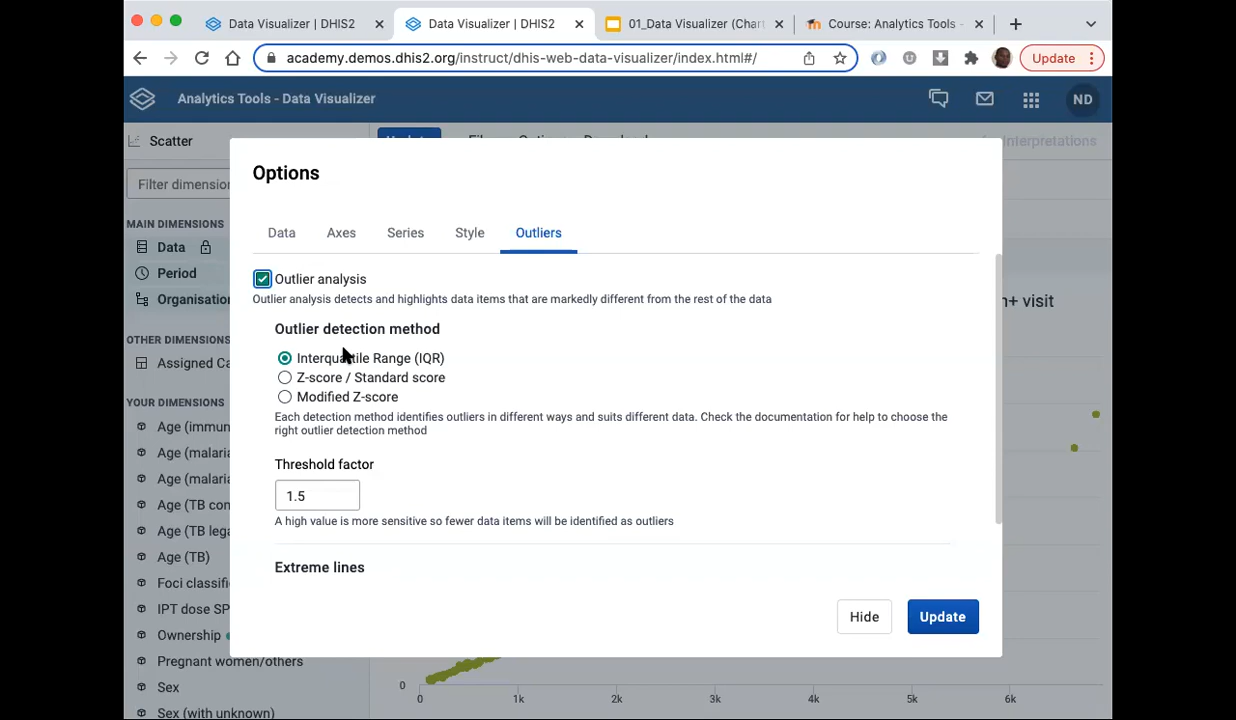 Data Visualizer | DHIS2
Data Visualizer | DHIS2
01_Data Visualizer (Chart
Course: Analytics Tools -
academy.demos.dhis2.org/instruct/dhis-web-data-visualizer/index.html#/
Update
Analytics Tools - Data Visualizer
ND
Scatter
Interpretations
Filter dimension
MAIN DIMENSIONS
Data
Period
Organisation
OTHER DIMENSIONS
Assigned Ca
YOUR DIMENSIONS
Age (immun
Age (malari
Age (malari
Age (TB con
Age (TB lega
Age (TB)
Foci classifi
IPT dose SP
Ownership
Pregnant women/others
Sex
Sex (with unknown)
Options
Data
Axes
Series
Style
Outliers
Outlier analysis
Outlier analysis detects and highlights data items that are markedly different from the rest of the data
Outlier detection method
Interquartile Range (IQR)
Z-score / Standard score
Modified Z-score
Each detection method identifies outliers in different ways and suits different data. Check the documentation for help to choose the
right outlier detection method
Threshold factor
1.5
A high value is more sensitive so fewer data items will be identified as outliers
Extreme lines
Hide
Update
n+ visit
0
0
1k
2k
3k
4k
5k
6k